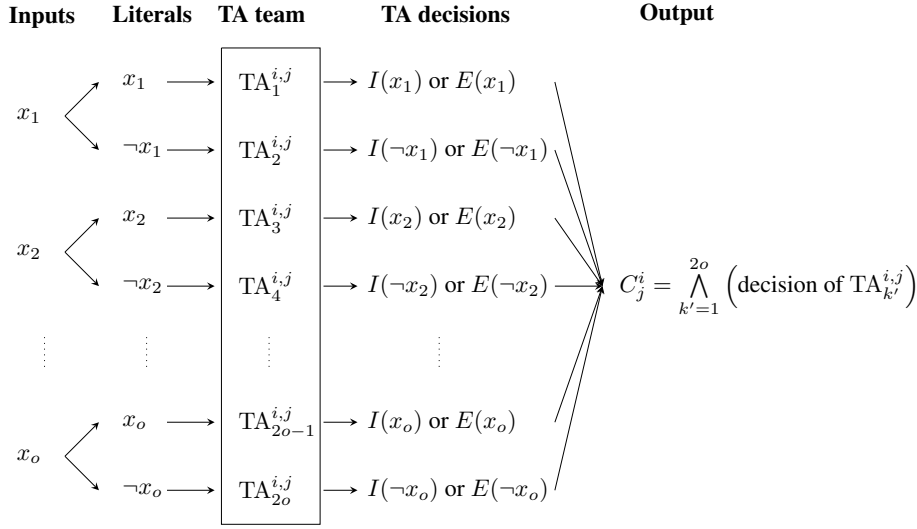 Inputs Literals TA team TA decisions Output
x_1 TA_1^{i,j} I(x_1) or E(x_1)
x_1
¬x_1 TA_2^{i,j} I(¬x_1) or E(¬x_1)
x_2 TA_3^{i,j} I(x_2) or E(x_2)
x_2
¬x_2 TA_4^{i,j} I(¬x_2) or E(¬x_2) C_j^i = ⋀_{k'=1}^{2o} (decision of TA_{k'}^{i,j})
x_o TA_{2o−1}^{i,j} I(x_o) or E(x_o)
x_o
¬x_o TA_{2o}^{i,j} I(¬x_o) or E(¬x_o)